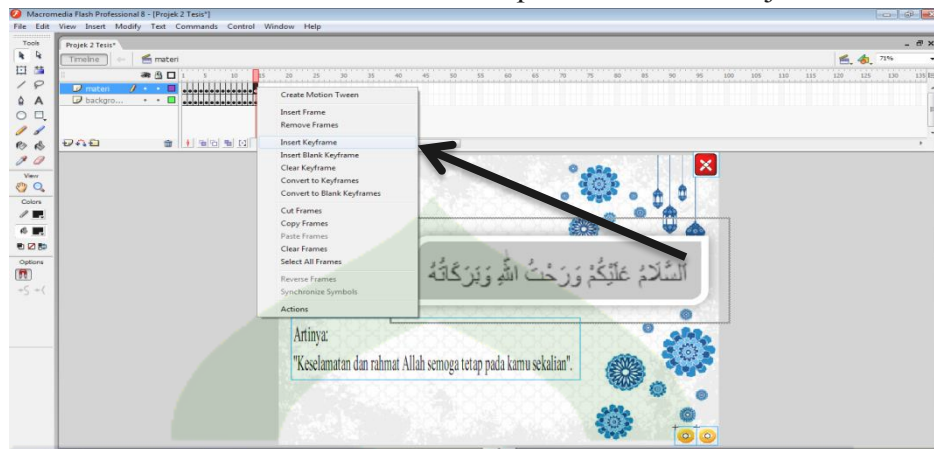 Macromedia Flash Professional 8 - [Projek 2 Tesis*]
File Edit View Insert Modify Text Commands Control Window Help
Tools
Projek 2 Tesis*
Timeline materi 71%
1 5 10 15 20 25 30 35 40 45 50 55 60 65 70 75 80 85 90 95 100 105 110 115 120 125 130 135
materi
backgro...
Create Motion Tween
Insert Frame
Remove Frames
Insert Keyframe
Insert Blank Keyframe
Clear Keyframe
Convert to Keyframes
Convert to Blank Keyframes
Cut Frames
Copy Frames
Paste Frames
Clear Frames
Select All Frames
Reverse Frames
Synchronize Symbols
Actions
View
Colors
Options
اَلسَّلَامُ عَلَيْكُمْ وَرَحْتُ اللّٰهِ وَبَرَكَاتُهُ
Artinya:
"Keselamatan dan rahmat Allah semoga tetap pada kamu sekalian".